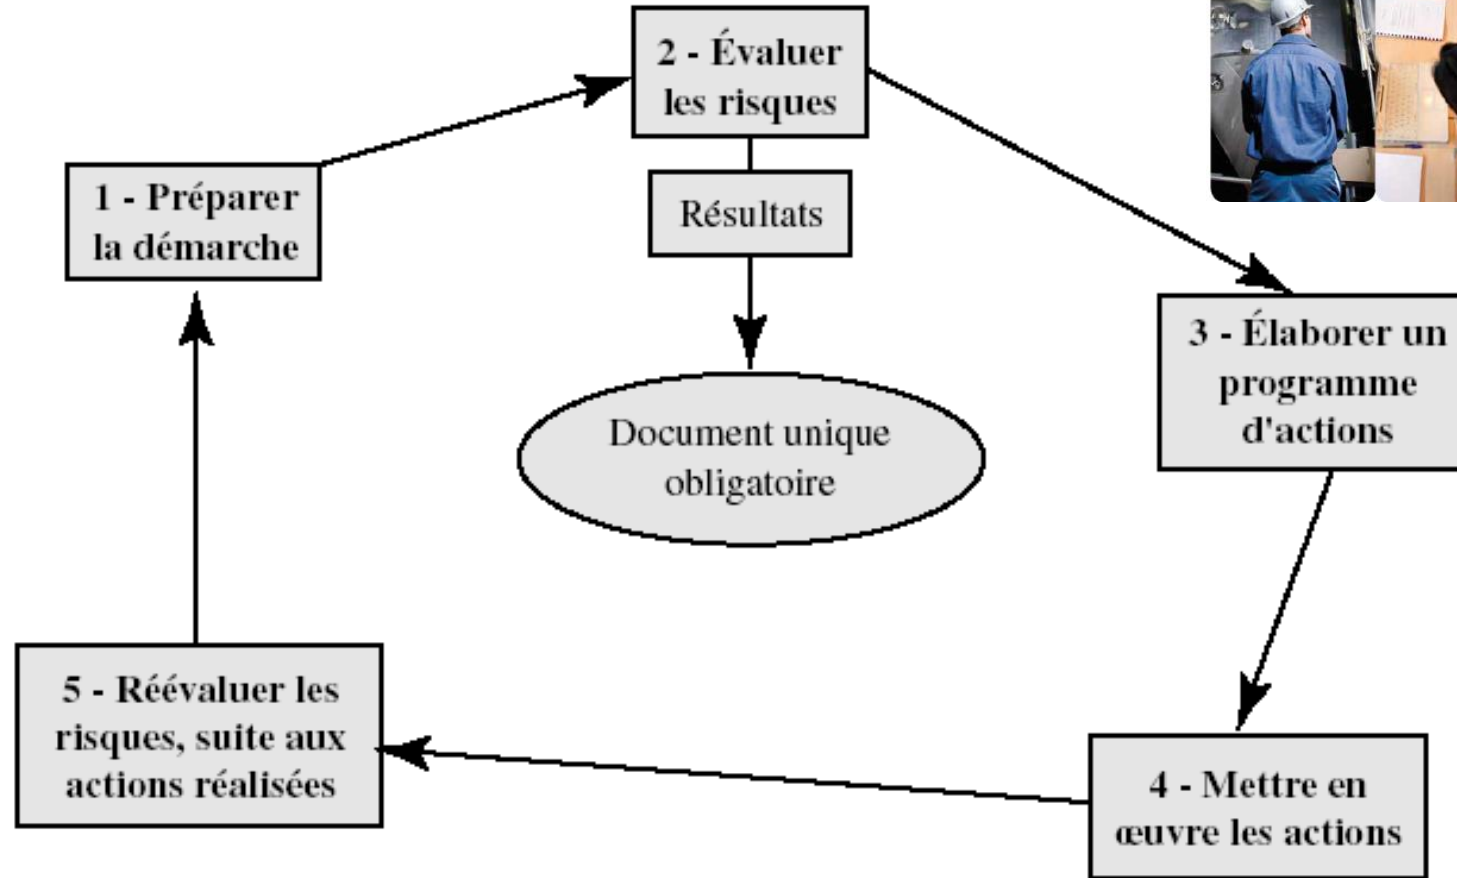 1 - Préparer
la démarche
2 - Évaluer
les risques
Résultats
Document unique
obligatoire
3 - Élaborer un
programme
d'actions
4 - Mettre en
œuvre les actions
5 - Réévaluer les
risques, suite aux
actions réalisées